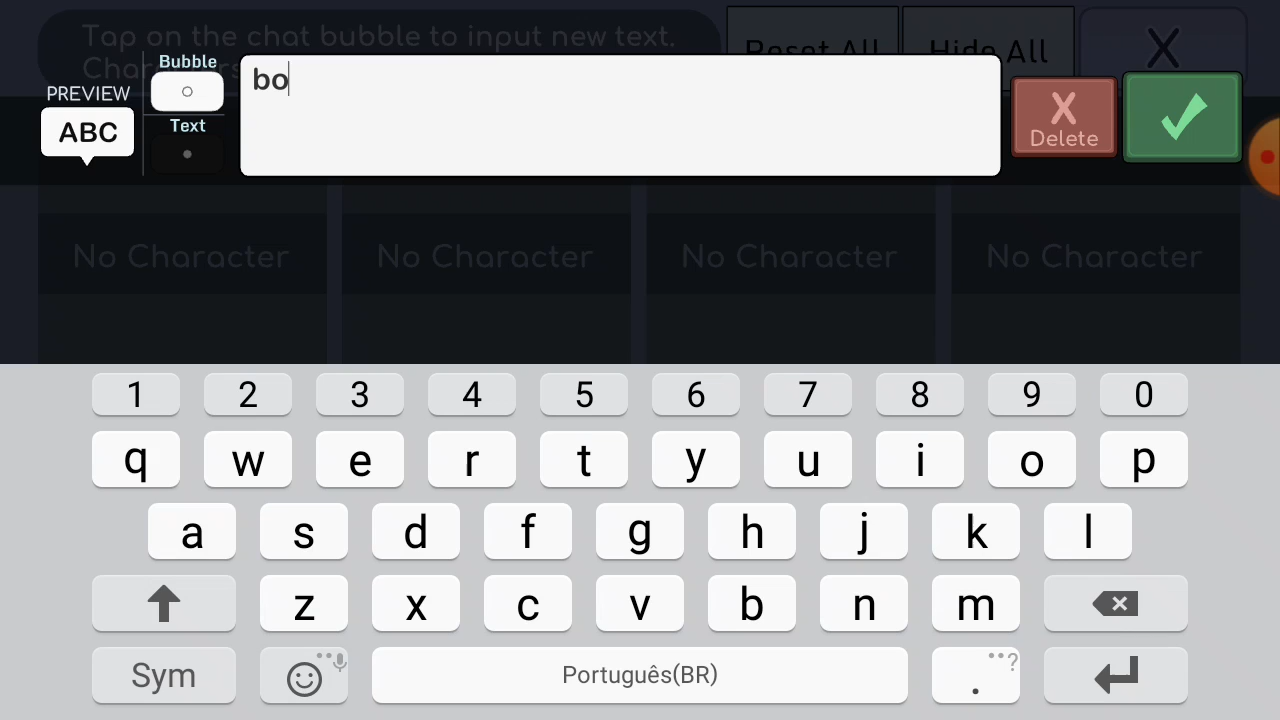 Tap on the chat bubble to input new text.
Reset All
Hide All
X
Characters
PREVIEW
ABC
Bubble
Text
bo
X
Delete
No Character
No Character
No Character
No Character
1 2 3 4 5 6 7 8 9 0
q w e r t y u i o p
a s d f g h j k l
z x c v b n m
Sym
Português(BR)
. ?